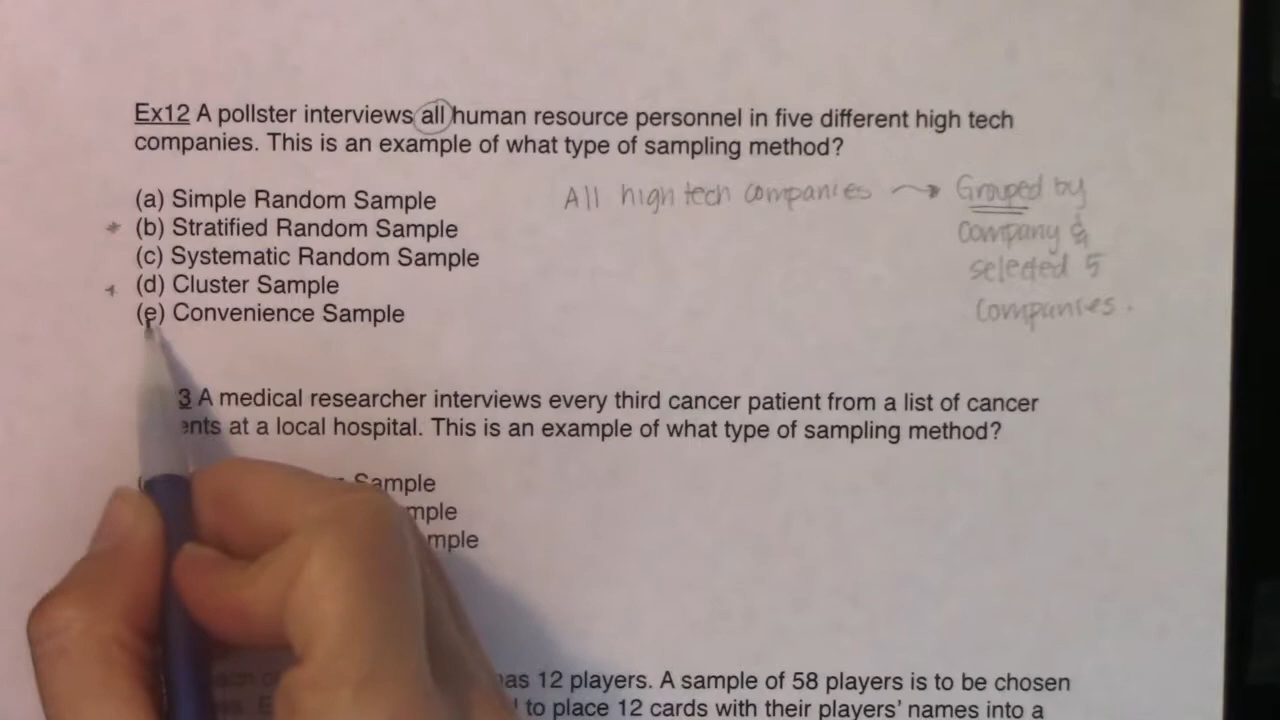 Ex12 A pollster interviews all human resource personnel in five different high tech
companies. This is an example of what type of sampling method?
(a) Simple Random Sample
* (b) Stratified Random Sample
(c) Systematic Random Sample
(d) Cluster Sample
(e) Convenience Sample
All high tech companies → Grouped by
company &
selected 5
companies.
3 A medical researcher interviews every third cancer patient from a list of cancer
ents at a local hospital. This is an example of what type of sampling method?
Sample
mple
mple
as 12 players. A sample of 58 players is to be chosen
to place 12 cards with their players' names into a